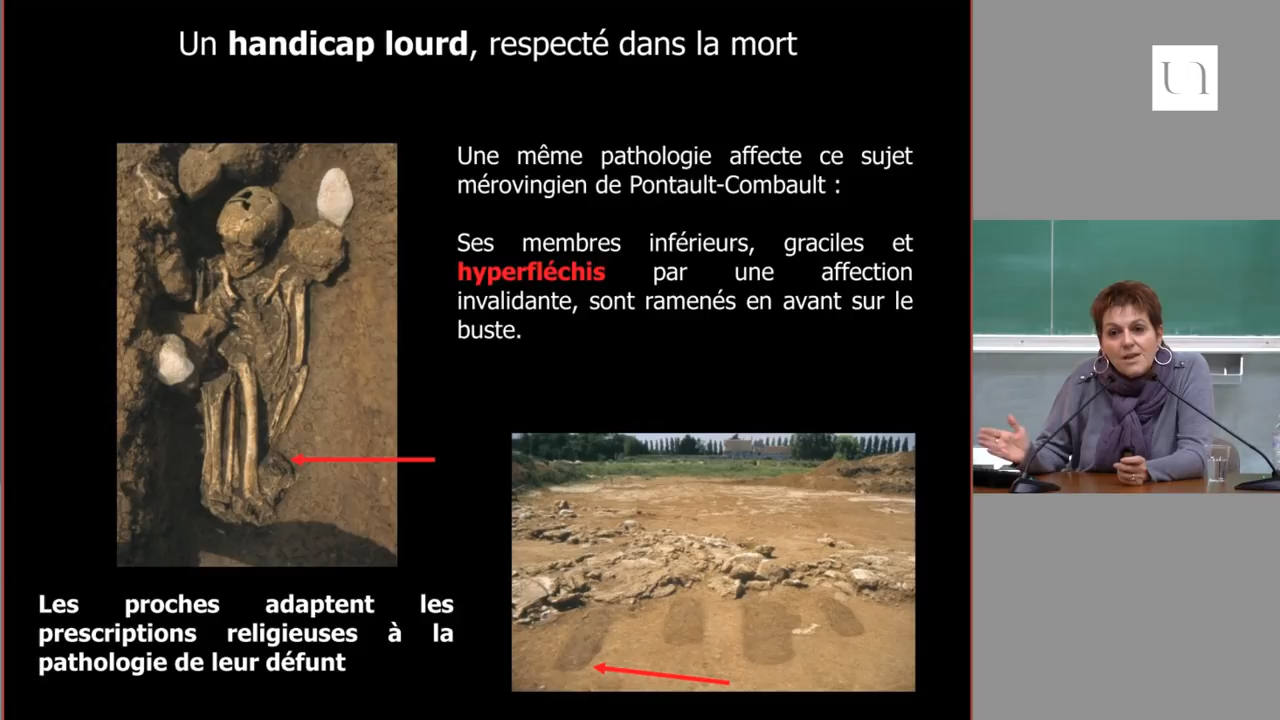 Un handicap lourd, respecté dans la mort
Une même pathologie affecte ce sujet
mérovingien de Pontault-Combault :
Ses membres inférieurs, graciles et
hyperfléchis par une affection
invalidante, sont ramenés en avant sur le
buste.
Les proches adaptent les
prescriptions religieuses à la
pathologie de leur défunt